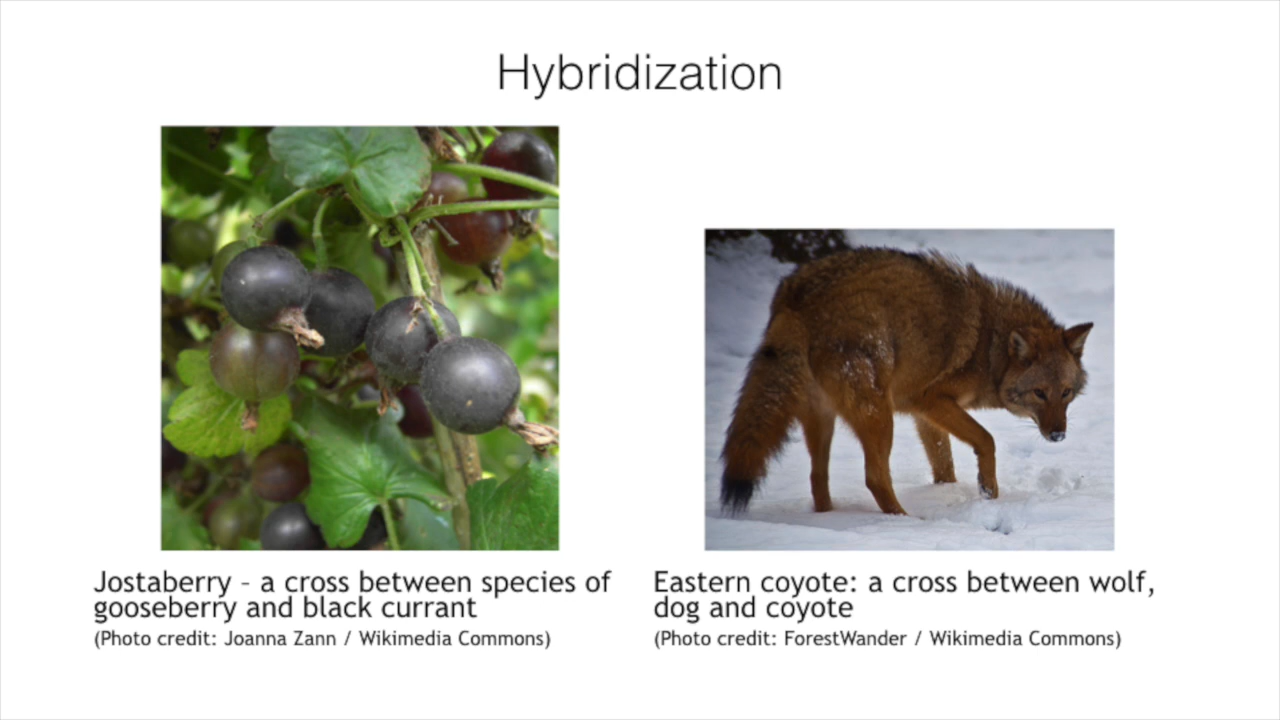 Hybridization
Jostaberry – a cross between species of
gooseberry and black currant
(Photo credit: Joanna Zann / Wikimedia Commons)
Eastern coyote: a cross between wolf,
dog and coyote
(Photo credit: ForestWander / Wikimedia Commons)